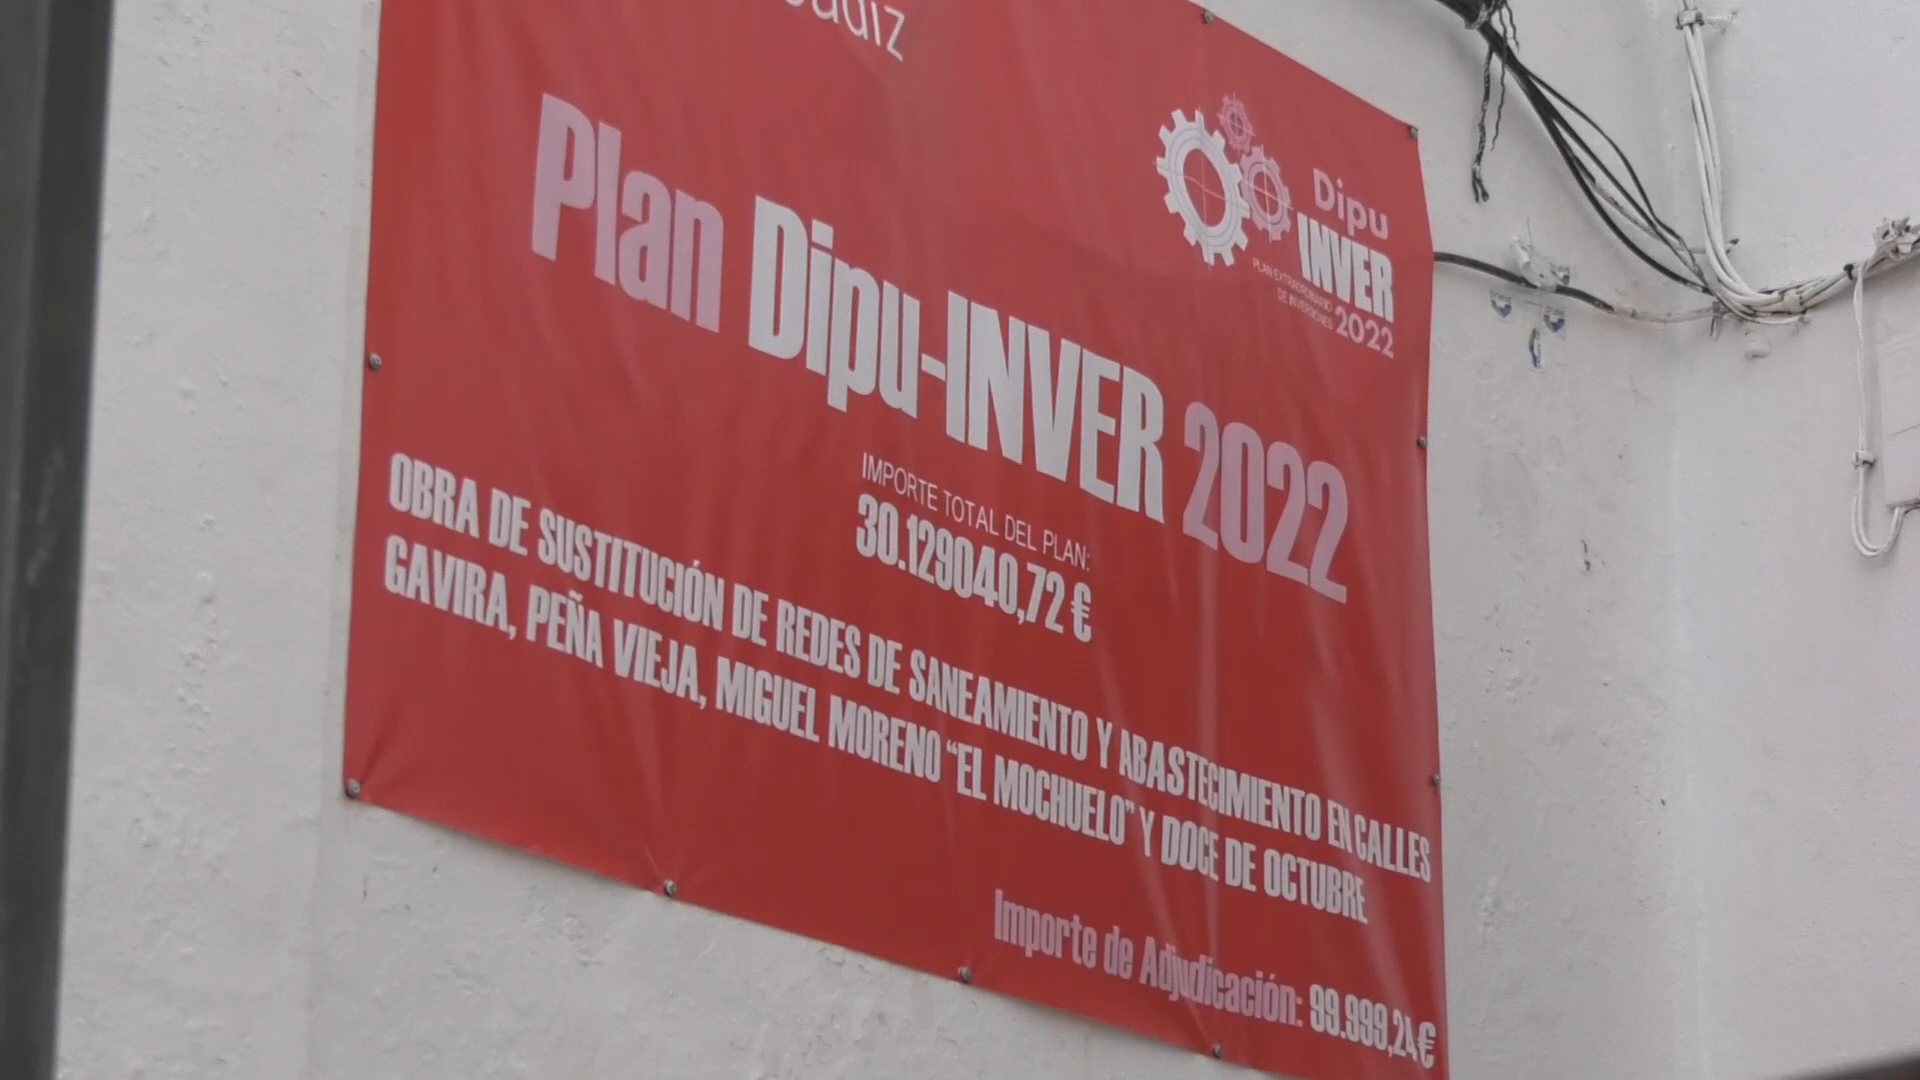 Cádiz
Dipu
INVER
PLAN EXTRAORDINARIO
DE INVERSIONES 2022
Plan Dipu-INVER 2022
IMPORTE TOTAL DEL PLAN:
30.129040,72 €
OBRA DE SUSTITUCIÓN DE REDES DE SANEAMIENTO Y ABASTECIMIENTO EN CALLES
GAVIRA, PEÑA VIEJA, MIGUEL MORENO “EL MOCHUELO” Y DOCE DE OCTUBRE
Importe de Adjudicación: 99.999,24€